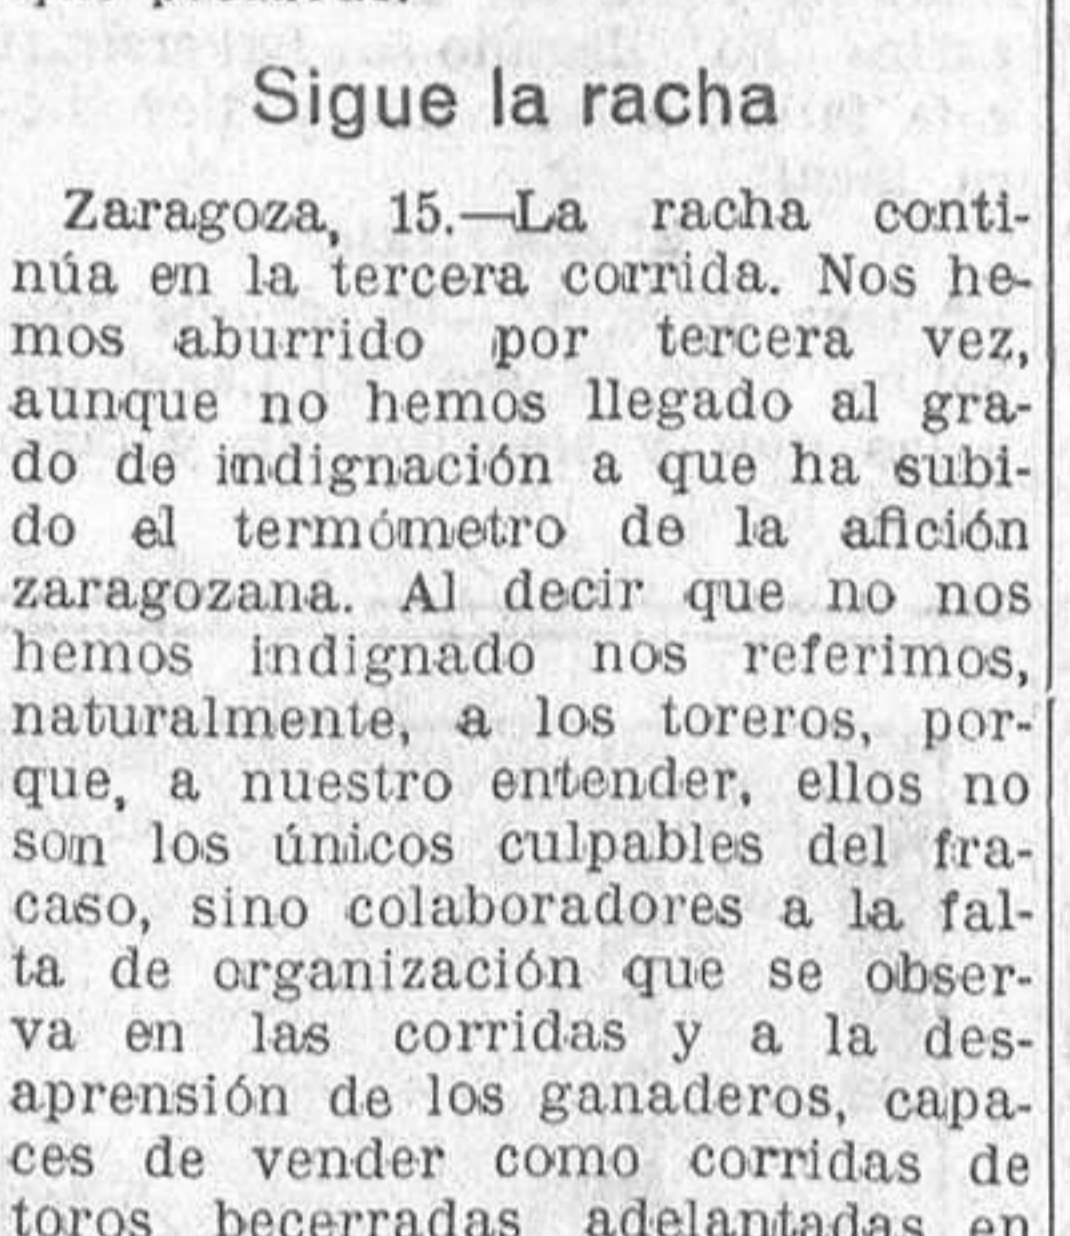 Sigue la racha
Zaragoza, 15.—La racha conti-
núa en la tercera corrida. Nos he-
mos aburrido por tercera vez,
aunque no hemos llegado al gra-
do de indignación a que ha subi-
do el termómetro de la afición
zaragozana. Al decir que no nos
hemos indignado nos referimos,
naturalmente, a los toreros, por-
que, a nuestro entender, ellos no
son los únicos culpables del fra-
caso, sino colaboradores a la fal-
ta de organización que se obser-
va en las corridas y a la des-
aprensión de los ganaderos, capa-
ces de vender como corridas de
toros becerradas adelantadas en